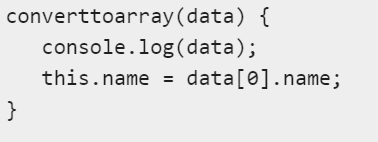 converttoarray(data) {
   console.log(data);
   this.name = data[0].name;
}